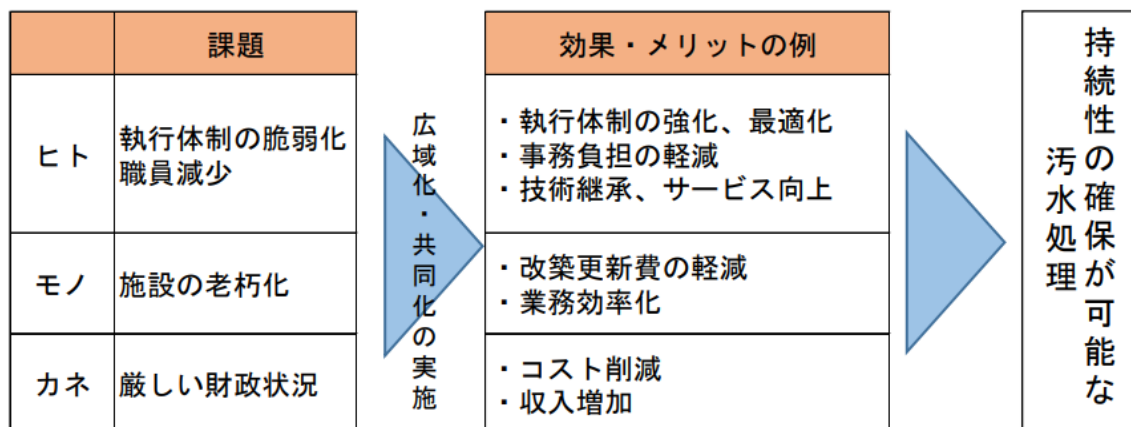 課題
ヒト
執行体制の脆弱化
職員減少
モノ
施設の老朽化
カネ
厳しい財政状況
広域化・共同化の実施
効果・メリットの例
・執行体制の強化、最適化
・事務負担の軽減
・技術継承、サービス向上
・改築更新費の軽減
・業務効率化
・コスト削減
・収入増加
持続性の確保が可能な
汚水処理